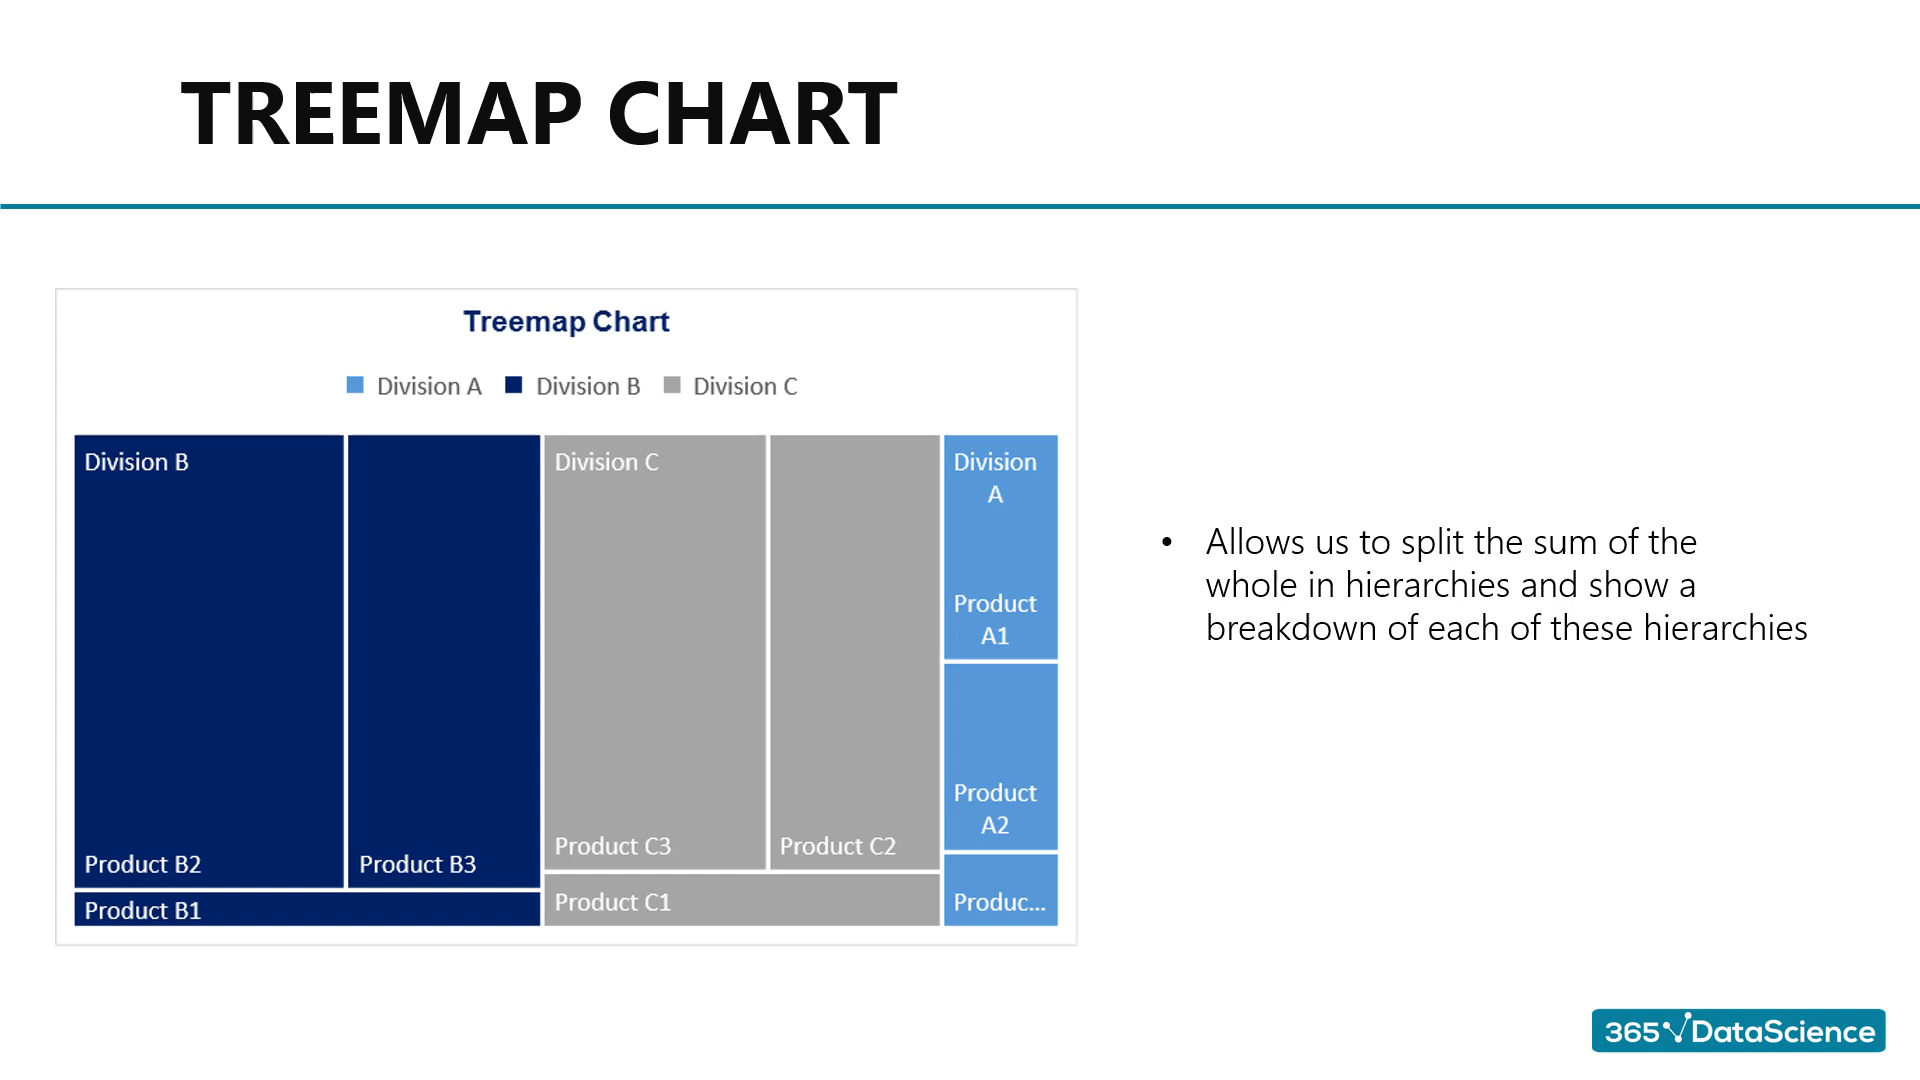 TREEMAP CHART
Treemap Chart
Division A Division B Division C
Division B
Product B2
Product B3
Product B1
Division C
Product C3
Product C2
Product C1
Division
A
Product
A1
Product
A2
Produc...
• Allows us to split the sum of the
whole in hierarchies and show a
breakdown of each of these hierarchies
365 DataScience